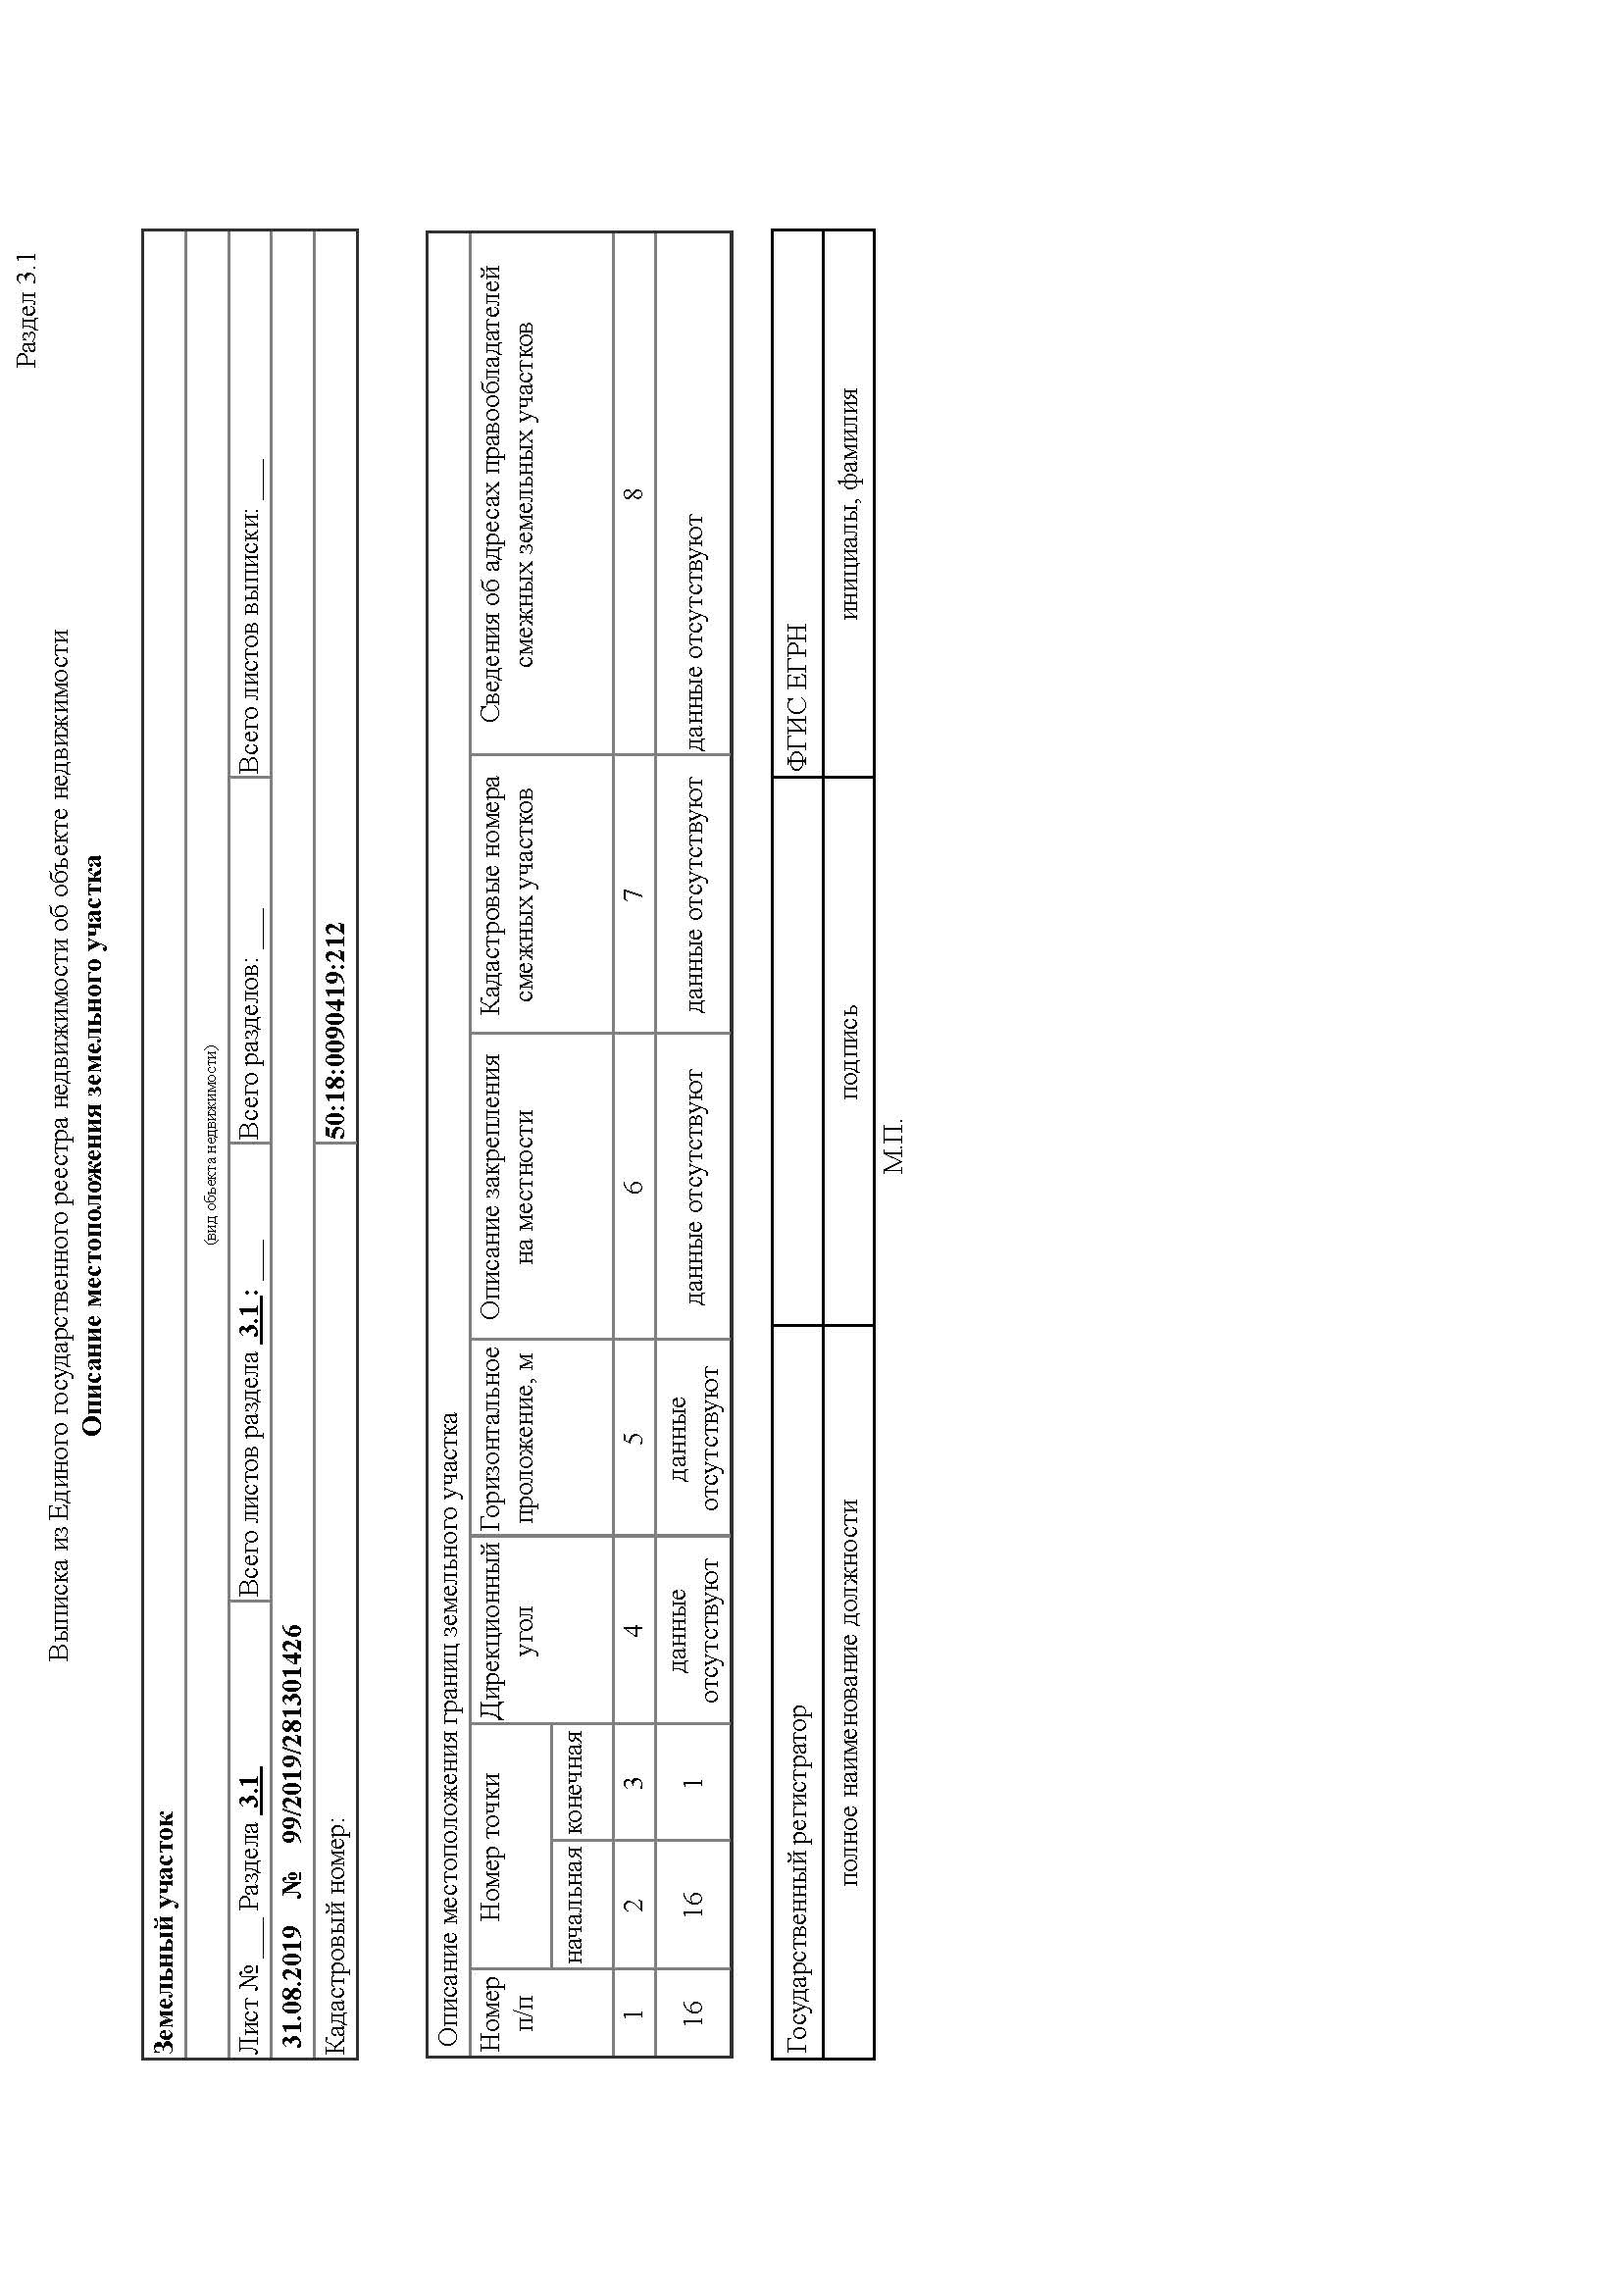 Раздел 3.1
Выписка из Единого государственного реестра недвижимости об объекте недвижимости
Описание местоположения земельного участка
Земельный участок
(вид объекта недвижимости)
Лист № ___ Раздела 3.1 Всего листов раздела 3.1 : ___ Всего разделов: ___ Всего листов выписки: ___
31.08.2019 № 99/2019/281301426
Кадастровый номер: 50:18:0090419:212
Описание местоположения границ земельного участка
Номер Номер точки Дирекционный Горизонтальное Описание закрепления Кадастровые номера Сведения об адресах правообладателей
п/п угол проложение, м на местности смежных участков смежных земельных участков
начальная конечная
1 2 3 4 5 6 7 8
16 16 1 данные данные данные отсутствуют данные отсутствуют данные отсутствуют
отсутствуют отсутствуют
Государственный регистратор ФГИС ЕГРН
полное наименование должности подпись инициалы, фамилия
М.П.